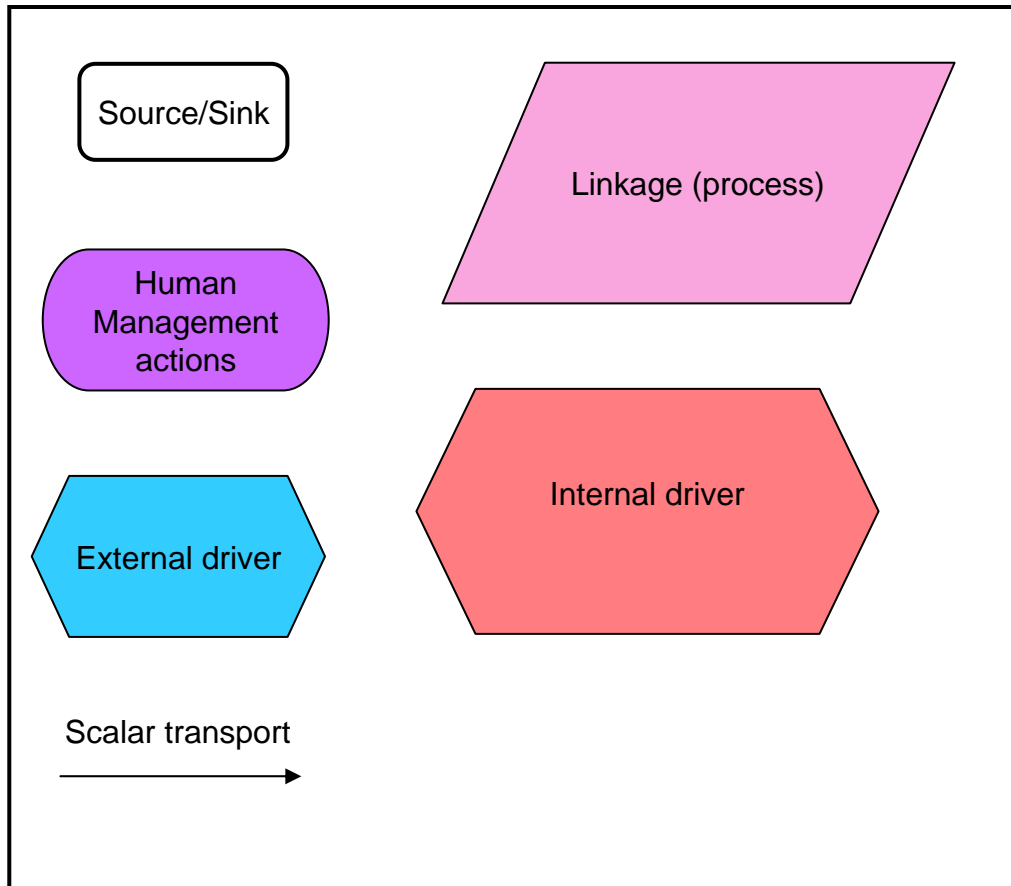 Source/Sink
Linkage (process)
Human
Management
actions
Internal driver
External driver
Scalar transport